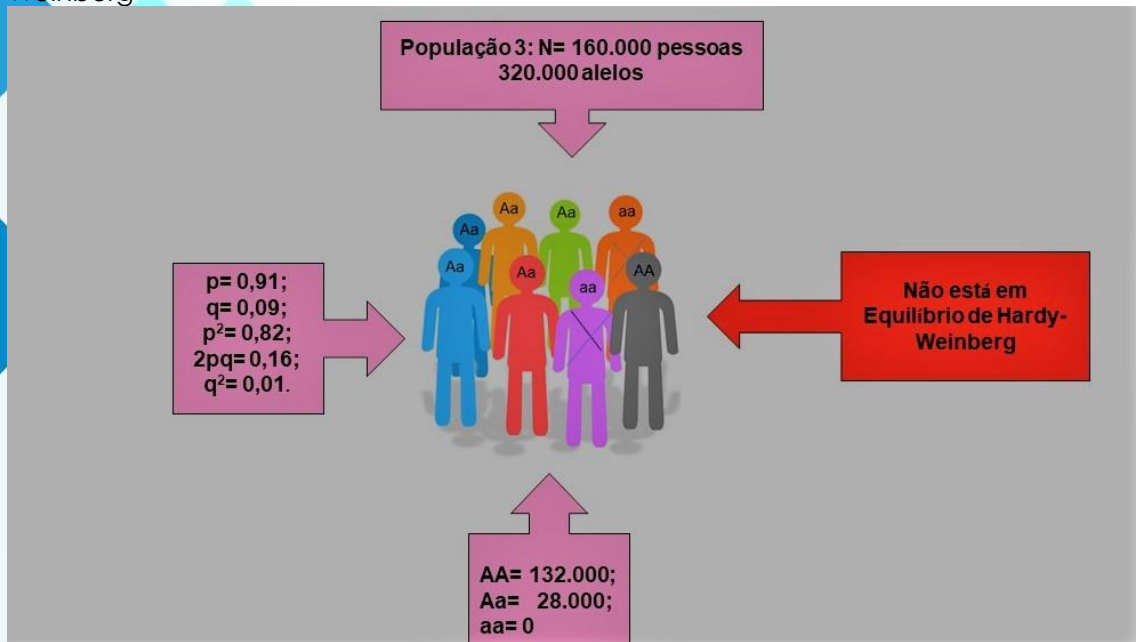 População 3: N= 160.000 pessoas
320.000 alelos
Aa
Aa
aa
Aa
Aa
Aa
aa
AA
p= 0,91;
q= 0,09;
p²= 0,82;
2pq= 0,16;
q²= 0,01.
Não está em
Equilíbrio de Hardy-
Weinberg
AA= 132.000;
Aa= 28.000;
aa= 0